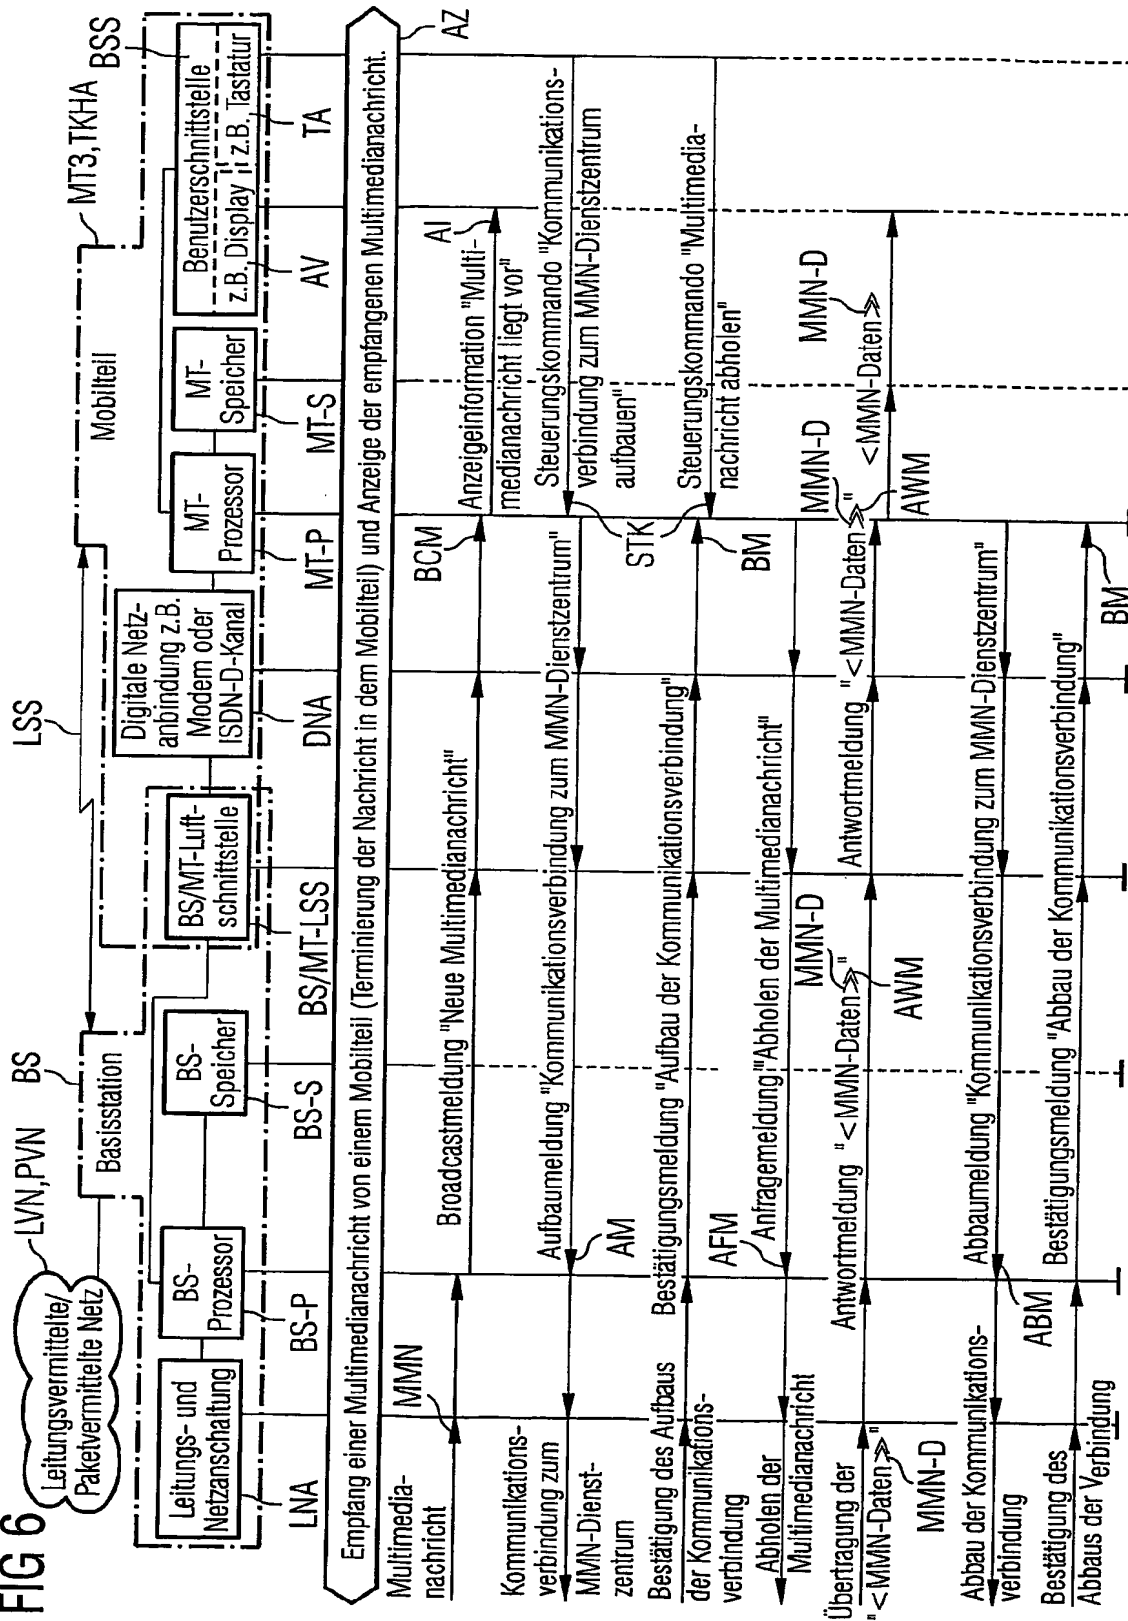 FIG 6
Leitungsvermittelte/
Paketvermittelte Netz
LVN,PVN
BS
LSS
MT3,TKHA
BSS
Basisstation
Mobilteil
Leitungs- und
Netzanschaltung
BS-
Prozessor
BS-
Speicher
BS/MT-Luft-
schnittstelle
Digitale Netz-
anbindung z.B.
Modem oder
ISDN-D-Kanal
MT-
Prozessor
MT-
Speicher
Benutzerschnittstelle
z.B. Display
z.B. Tastatur
LNA
BS-P
BS-S
BS/MT-LSS
DNA
MT-P
MT-S
AV
TA
Empfang einer Multimedianachricht von einem Mobilteil (Terminierung der Nachricht in dem Mobilteil) und Anzeige der empfangenen Multimedianachricht.
AZ
Multimedia-
nachricht
MMN
Broadcastmeldung "Neue Multimedianachricht"
BCM
Anzeigeinformation "Multi-
medianachricht liegt vor"
AI
Steuerungskommando "Kommunikations-
verbindung zum MMN-Dienstzentrum
aufbauen"
STK
Kommunikations-
verbindung zum
MMN-Dienst-
zentrum
Aufbaumeldung "Kommunikationsverbindung zum MMN-Dienstzentrum"
AM
Bestätigung des Aufbaus
der Kommunikations-
verbindung
Bestätigungsmeldung "Aufbau der Kommunikationsverbindung"
BM
Steuerungskommando "Multimedia-
nachricht abholen"
Abholen der
Multimedianachricht
AFM
Anfragemeldung "Abholen der Multimedianachricht"
Übertragung der
"<MMN-Daten>"
MMN-D
Antwortmeldung "<MMN-Daten>"
MMN-D
AWM
Antwortmeldung "<MMN-Daten>"
MMN-D
AWM
<MMN-Daten>
MMN-D
Abbau der Kommunikations-
verbindung
Abbaumeldung "Kommunikationsverbindung zum MMN-Dienstzentrum"
ABM
Bestätigung des
Abbaus der Verbindung
Bestätigungsmeldung "Abbau der Kommunikationsverbindung"
BM